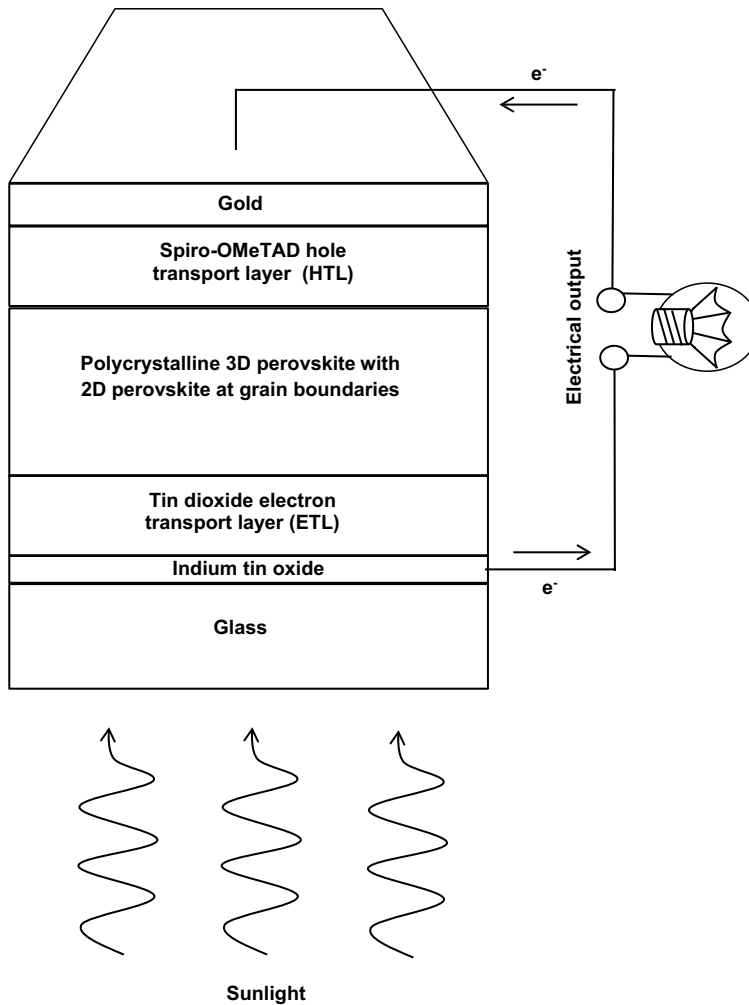 e-
Gold
Spiro-OMeTAD hole
transport layer (HTL)
Electrical output
Polycrystalline 3D perovskite with
2D perovskite at grain boundaries
Tin dioxide electron
transport layer (ETL)
Indium tin oxide
e-
Glass
Sunlight